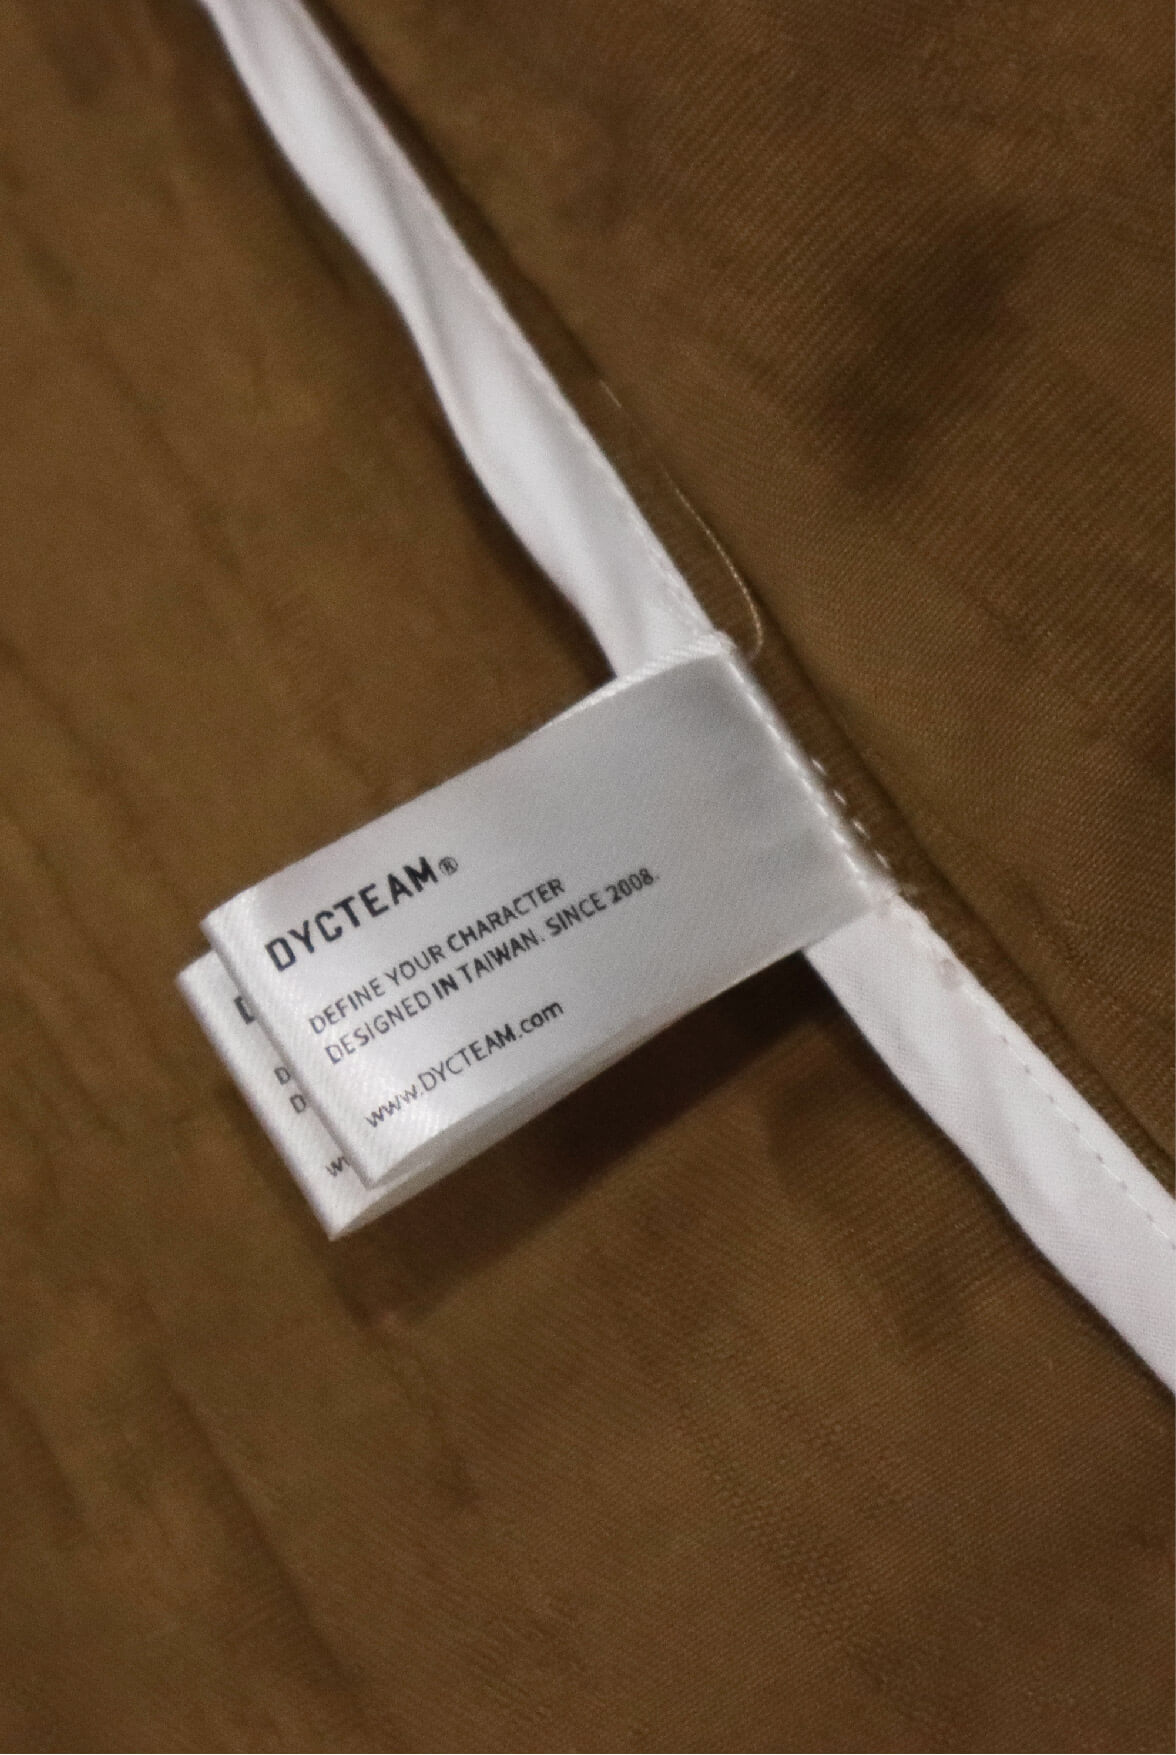 DYCTEAM®
DEFINE YOUR CHARACTER
DESIGNED IN TAIWAN. SINCE 2008.
www.DYCTEAM.com
D
D
D
w